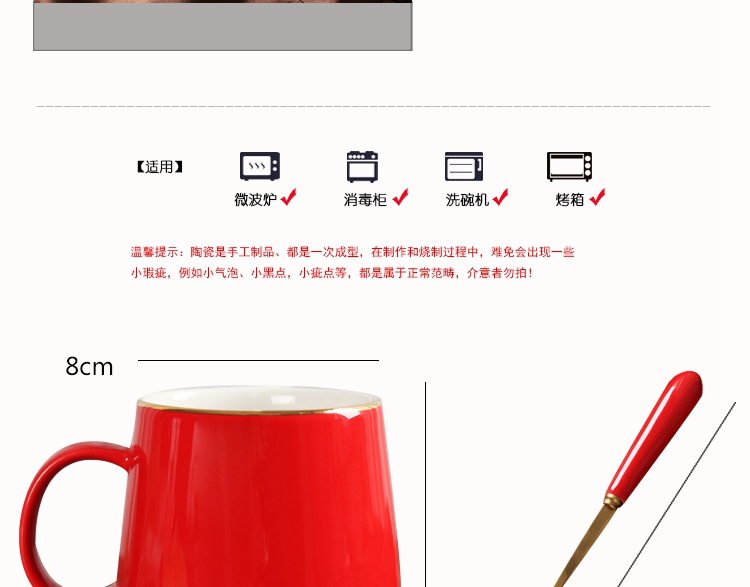 【适用】
微波炉 消毒柜 洗碗机 烤箱
温馨提示：陶瓷是手工制品、都是一次成型，在制作和烧制过程中，难免会出现一些
小瑕疵，例如小气泡、小黑点，小疵点等，都是属于正常范畴，介意者勿拍！
8cm